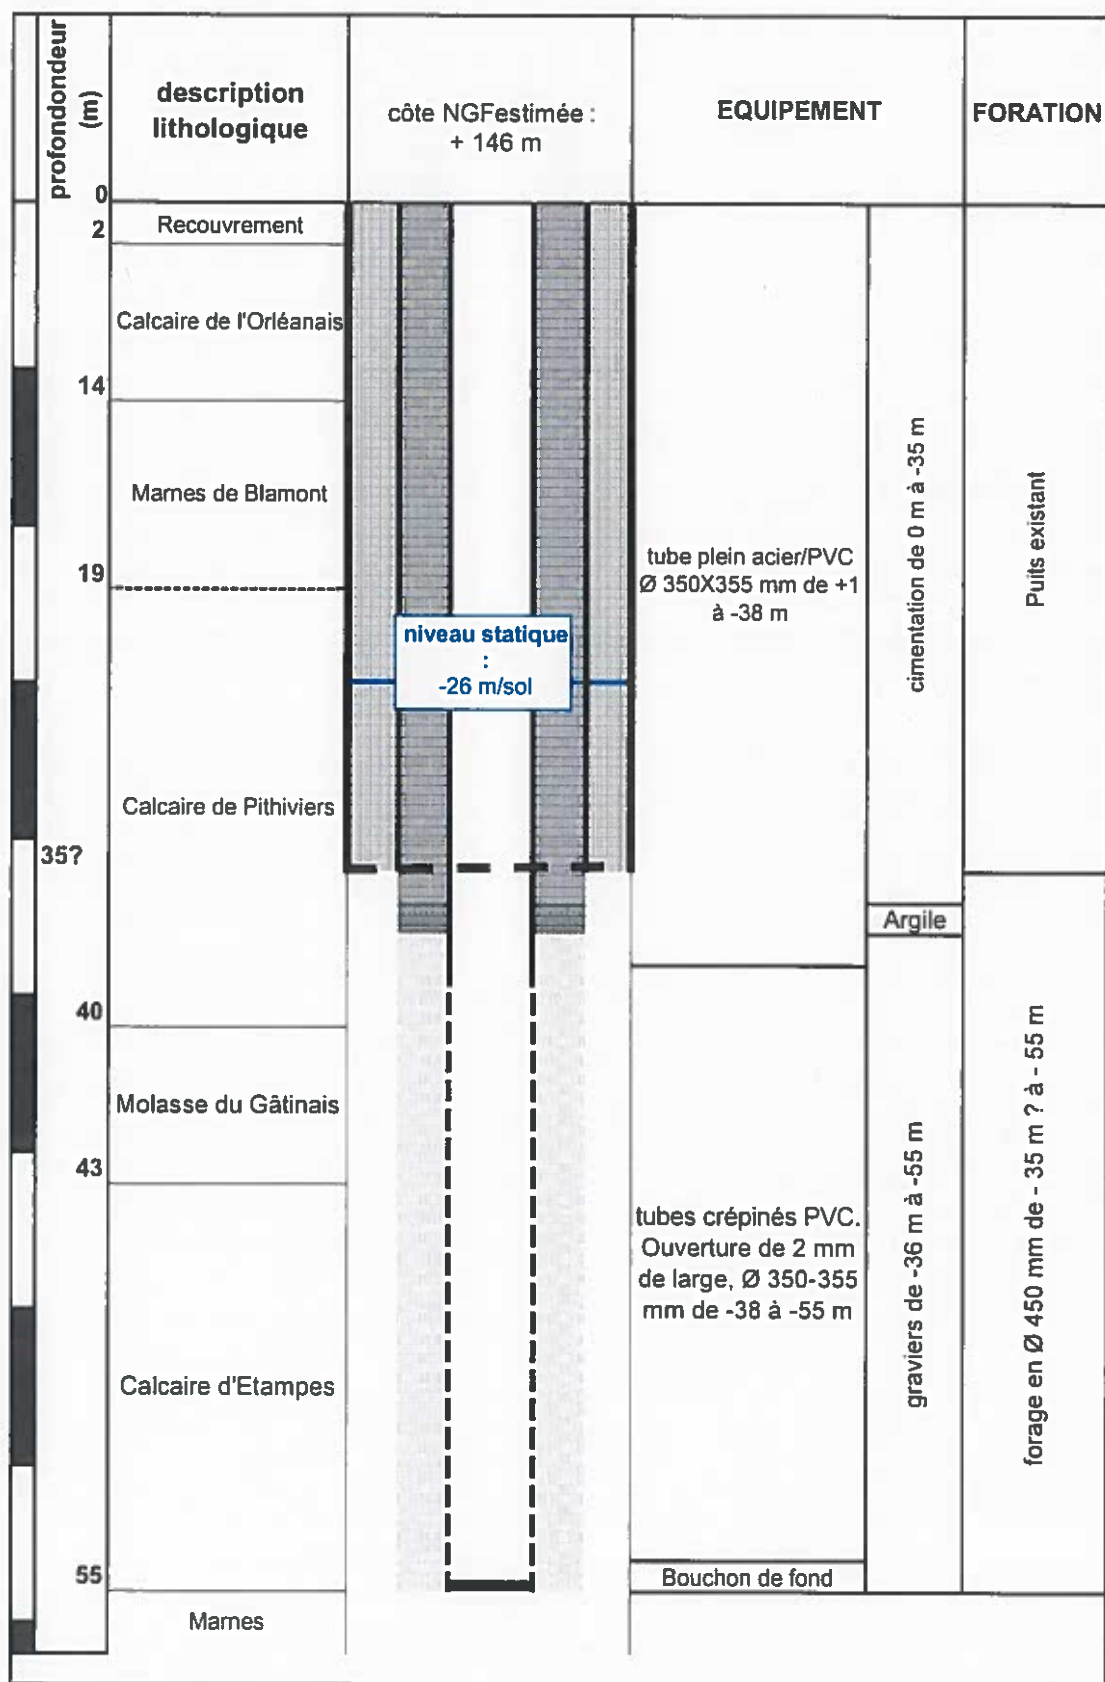 profondondeur
(m)
description
lithologique
côte NGFestimée :
+ 146 m
EQUIPEMENT
FORATION
0
Recouvrement
2
Calcaire de l'Orléanais
14
Marnes de Blamont
19
tube plein acier/PVC
Ø 350X355 mm de +1
à -38 m
cimentation de 0 m à -35 m
Puits existant
niveau statique
:
-26 m/sol
Calcaire de Pithiviers
35?
Argile
40
Molasse du Gâtinais
43
tubes crépinés PVC.
Ouverture de 2 mm
de large, Ø 350-355
mm de -38 à -55 m
graviers de -36 m à -55 m
forage en Ø 450 mm de - 35 m ? à - 55 m
Calcaire d'Etampes
55
Bouchon de fond
Marnes